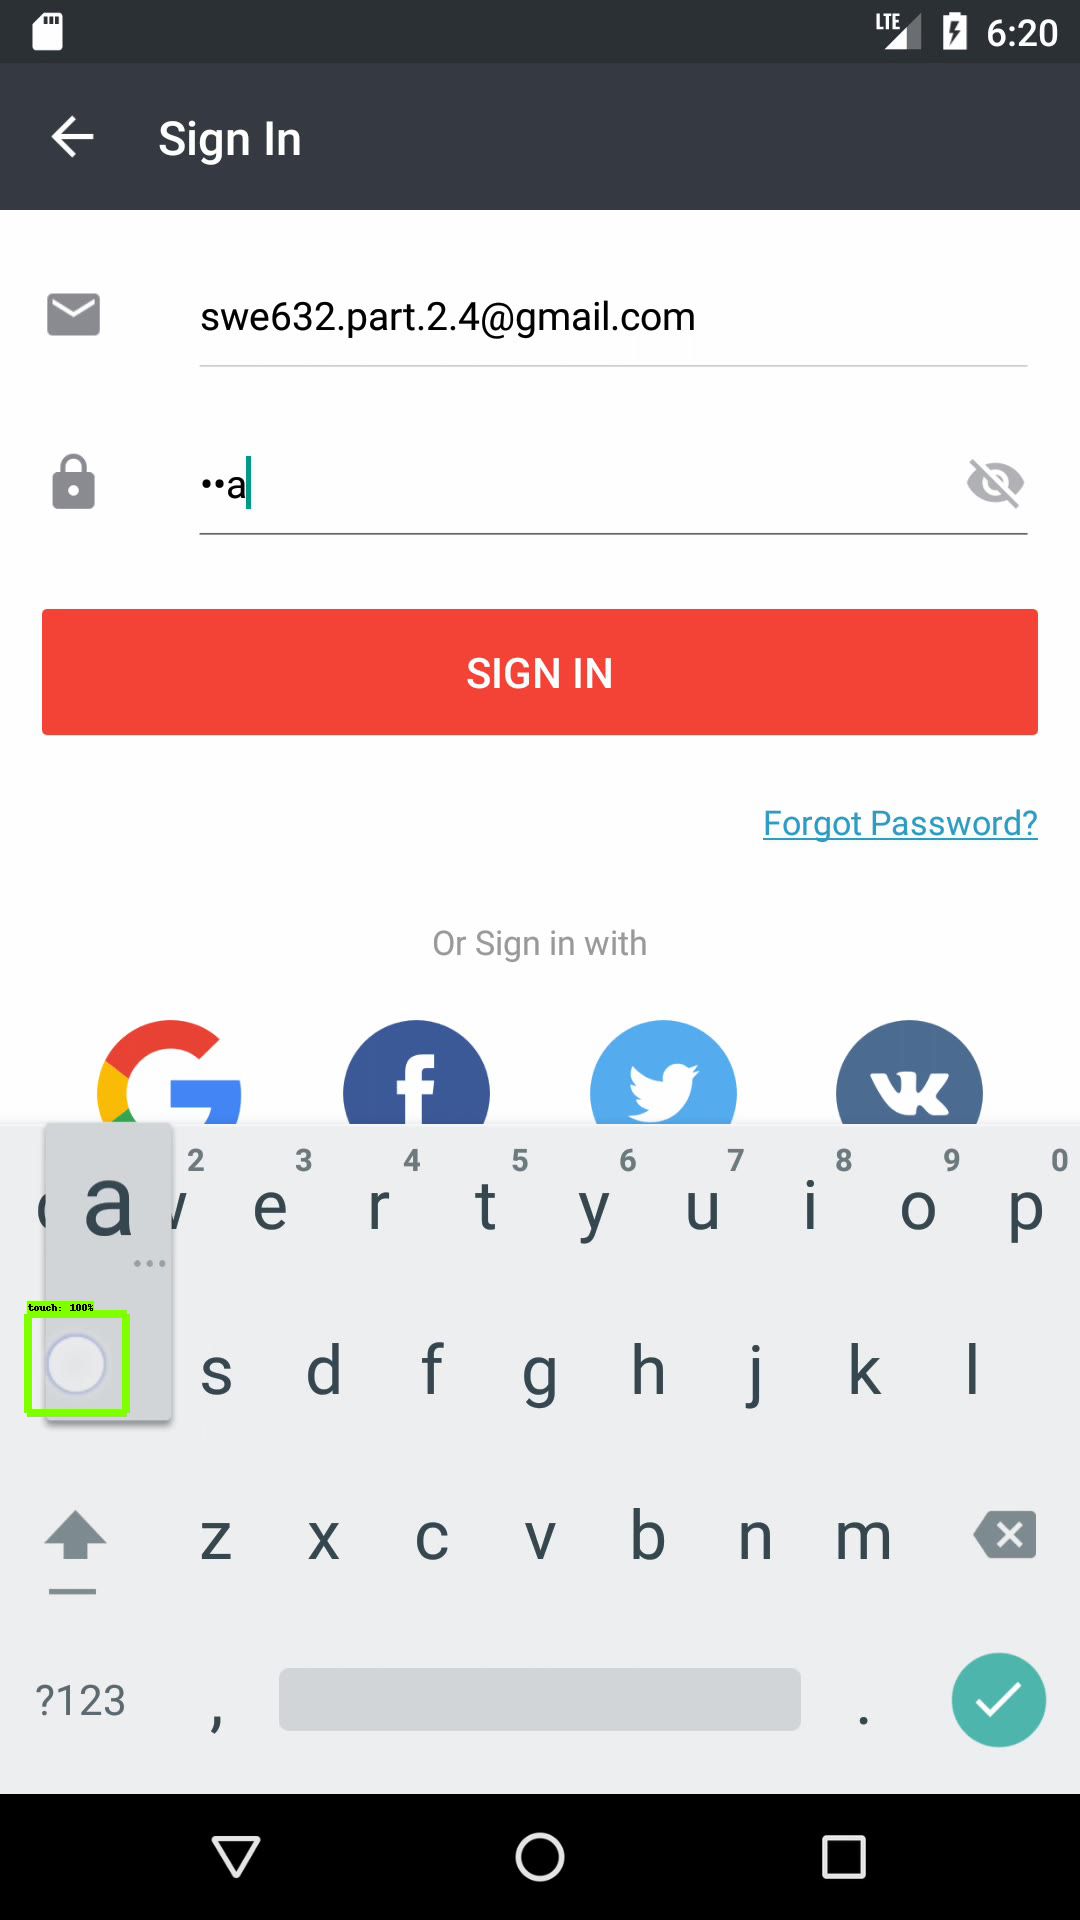 LTE 6:20
Sign In
swe632.part.2.4@gmail.com
••a
SIGN IN
Forgot Password?
Or Sign in with
2 3 4 5 6 7 8 9 0
a e r t y u i o p
touch: 100%
s d f g h j k l
z x c v b n m
?123 , .